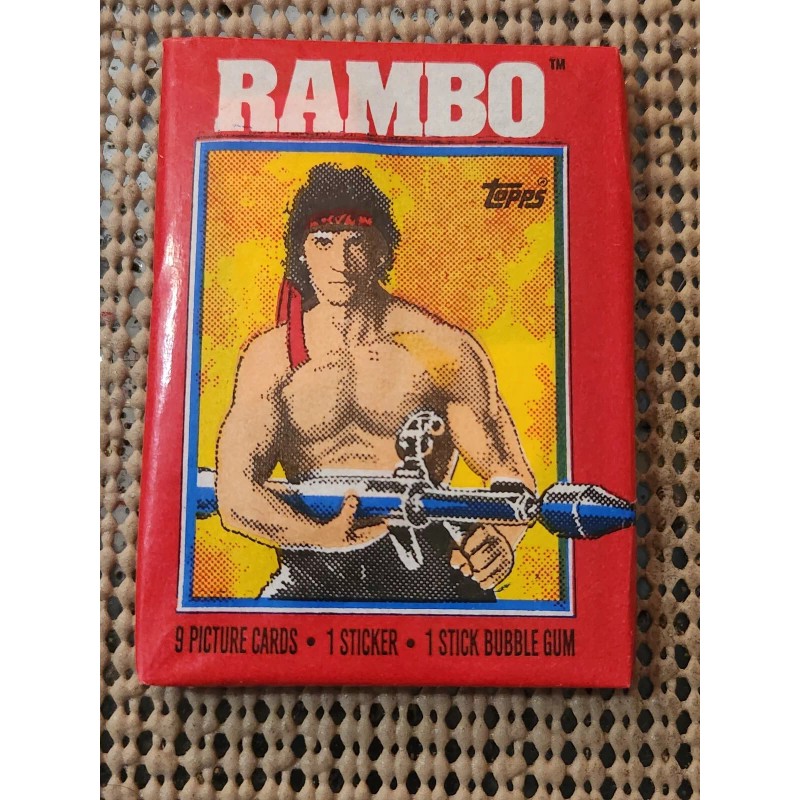 RAMBO™
topps®
9 PICTURE CARDS • 1 STICKER • 1 STICK BUBBLE GUM